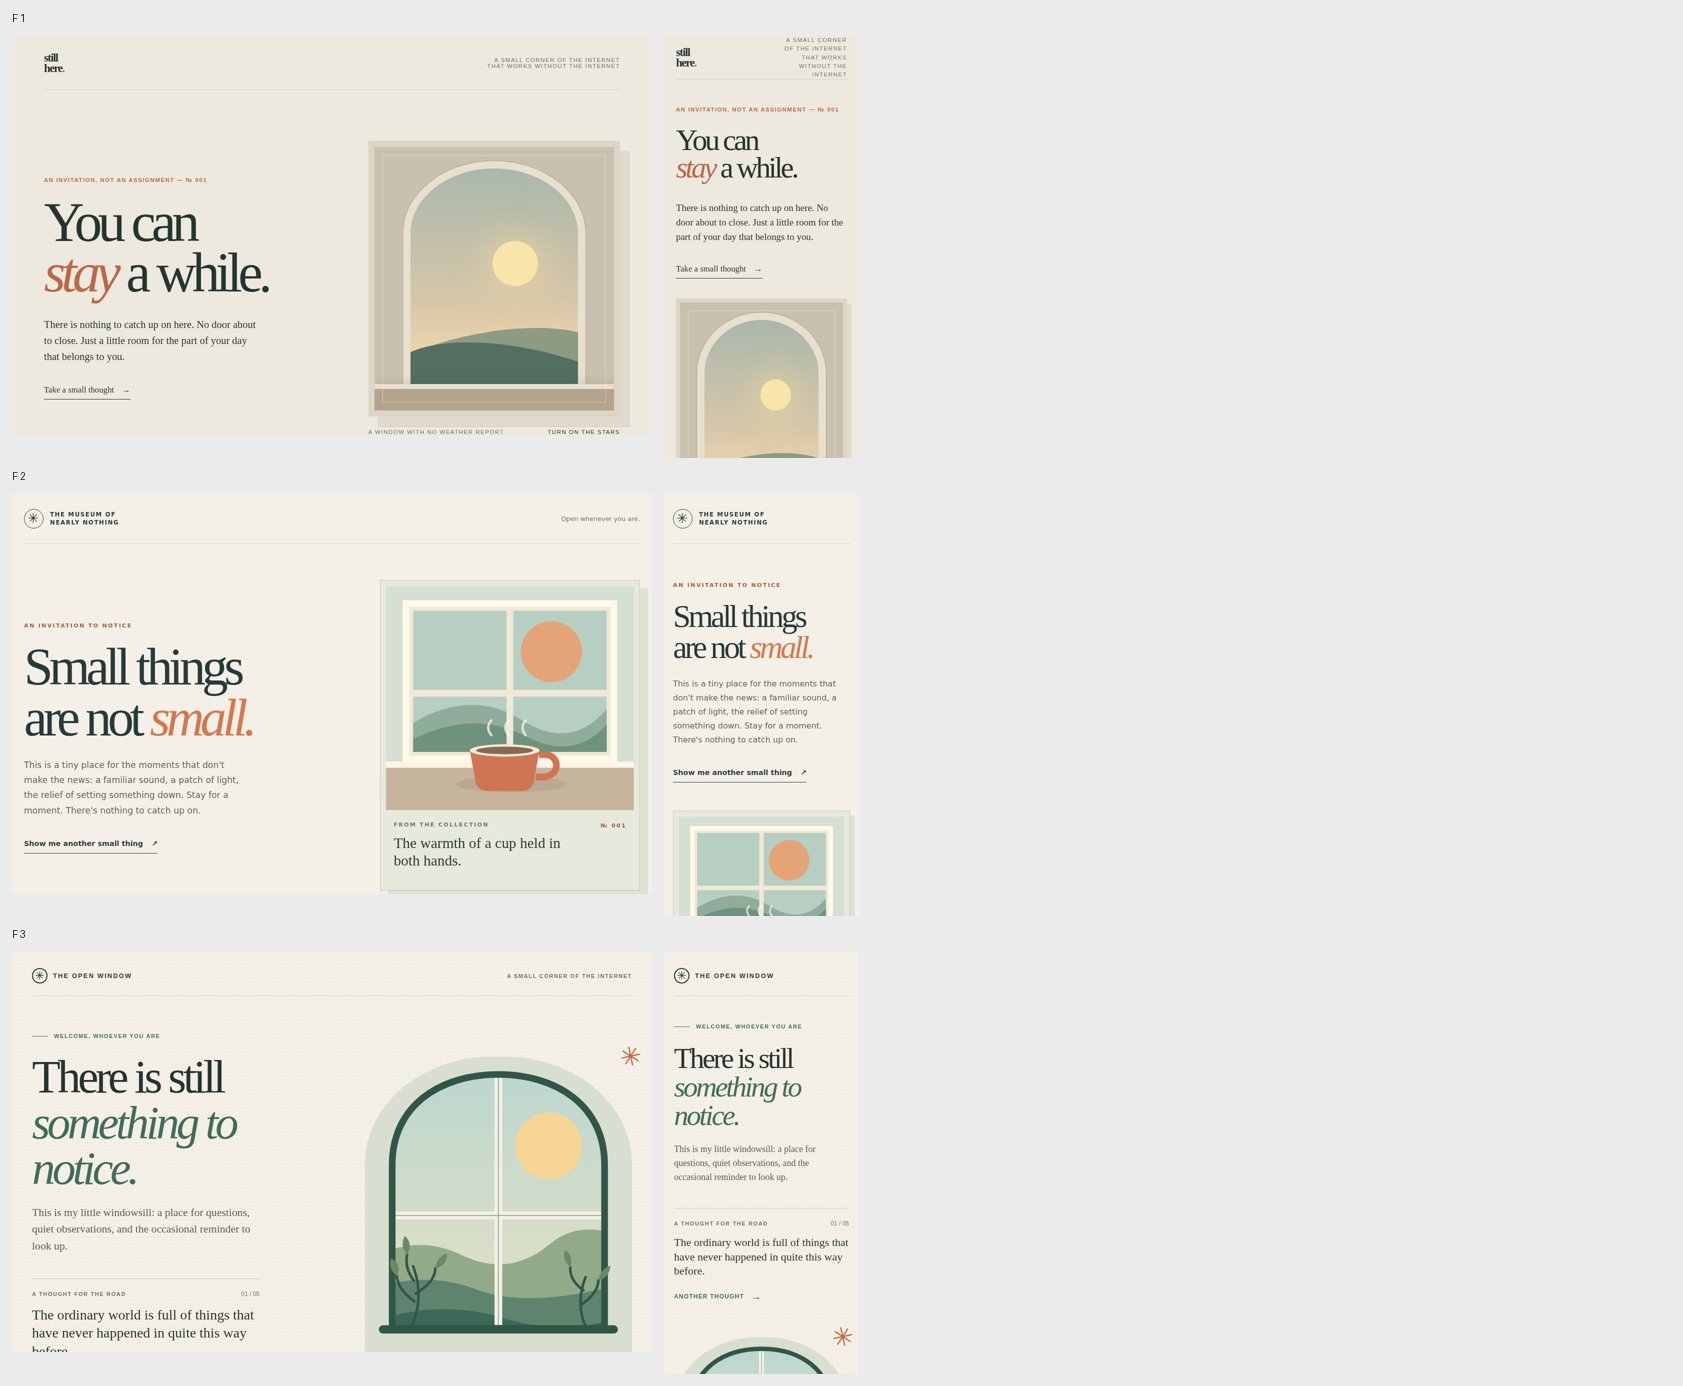 F1
still
here.
A SMALL CORNER OF THE INTERNET
THAT WORKS WITHOUT THE INTERNET
AN INVITATION, NOT AN ASSIGNMENT — № 001
You can
stay a while.
There is nothing to catch up on here. No door about
to close. Just a little room for the part of your day
that belongs to you.
Take a small thought →
A WINDOW WITH NO WEATHER REPORT
TURN ON THE STARS
still
here.
A SMALL CORNER
OF THE INTERNET
THAT WORKS
WITHOUT THE
INTERNET
AN INVITATION, NOT AN ASSIGNMENT — № 001
You can
stay a while.
There is nothing to catch up on here. No
door about to close. Just a little room for the
part of your day that belongs to you.
Take a small thought →
F2
THE MUSEUM OF
NEARLY NOTHING
Open whenever you are.
AN INVITATION TO NOTICE
Small things
are not small.
This is a tiny place for the moments that don't
make the news: a familiar sound, a patch of light,
the relief of setting something down. Stay for a
moment. There's nothing to catch up on.
Show me another small thing ↗
FROM THE COLLECTION
№ 001
The warmth of a cup held in
both hands.
THE MUSEUM OF
NEARLY NOTHING
AN INVITATION TO NOTICE
Small things
are not small.
This is a tiny place for the moments that
don't make the news: a familiar sound, a
patch of light, the relief of setting
something down. Stay for a moment.
There's nothing to catch up on.
Show me another small thing ↗
F3
THE OPEN WINDOW
A SMALL CORNER OF THE INTERNET
WELCOME, WHOEVER YOU ARE
There is still
something to
notice.
This is my little windowsill: a place for questions,
quiet observations, and the occasional reminder to
look up.
A THOUGHT FOR THE ROAD
01 / 05
The ordinary world is full of things that
have never happened in quite this way
before.
THE OPEN WINDOW
WELCOME, WHOEVER YOU ARE
There is still
something to
notice.
This is my little windowsill: a place for
questions, quiet observations, and the
occasional reminder to look up.
A THOUGHT FOR THE ROAD
01 / 05
The ordinary world is full of things that
have never happened in quite this way
before.
ANOTHER THOUGHT →